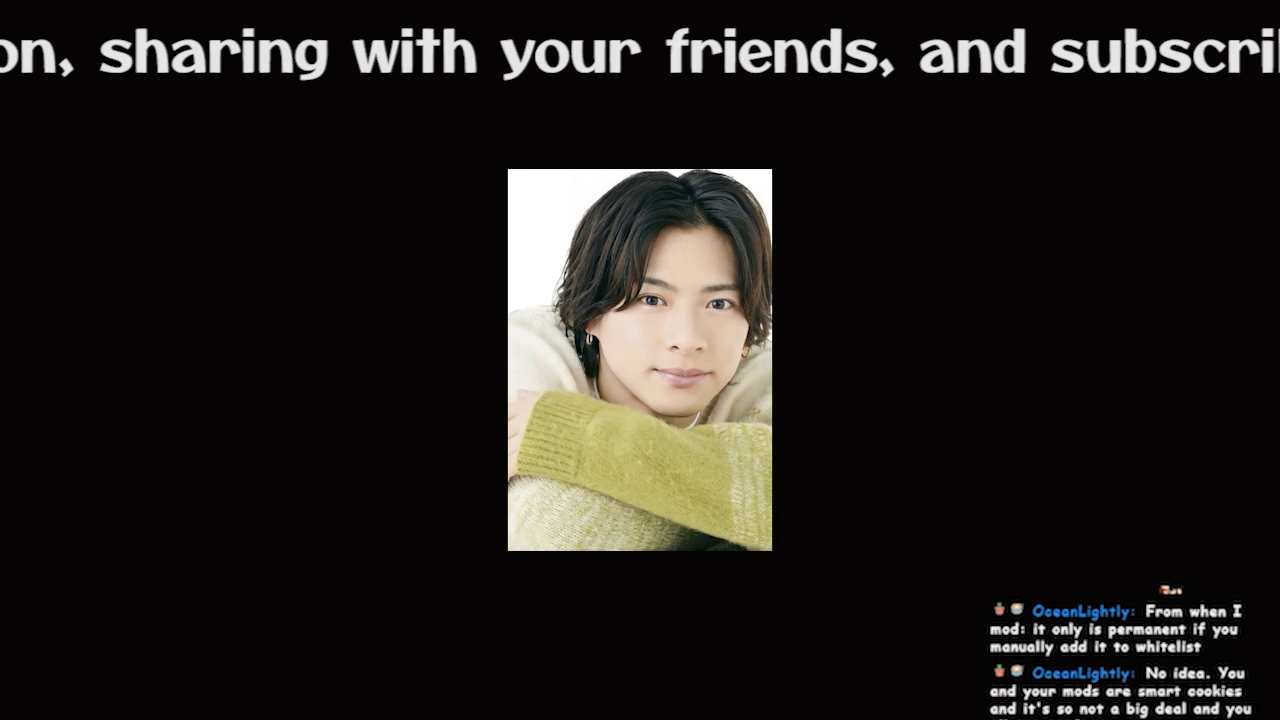 on, sharing with your friends, and subscri
OceanLightly: From when I
mod: it only is permanent if you
manually add it to whitelist
OceanLightly: No idea. You
and your mods are smart cookies
and it's so not a big deal and you